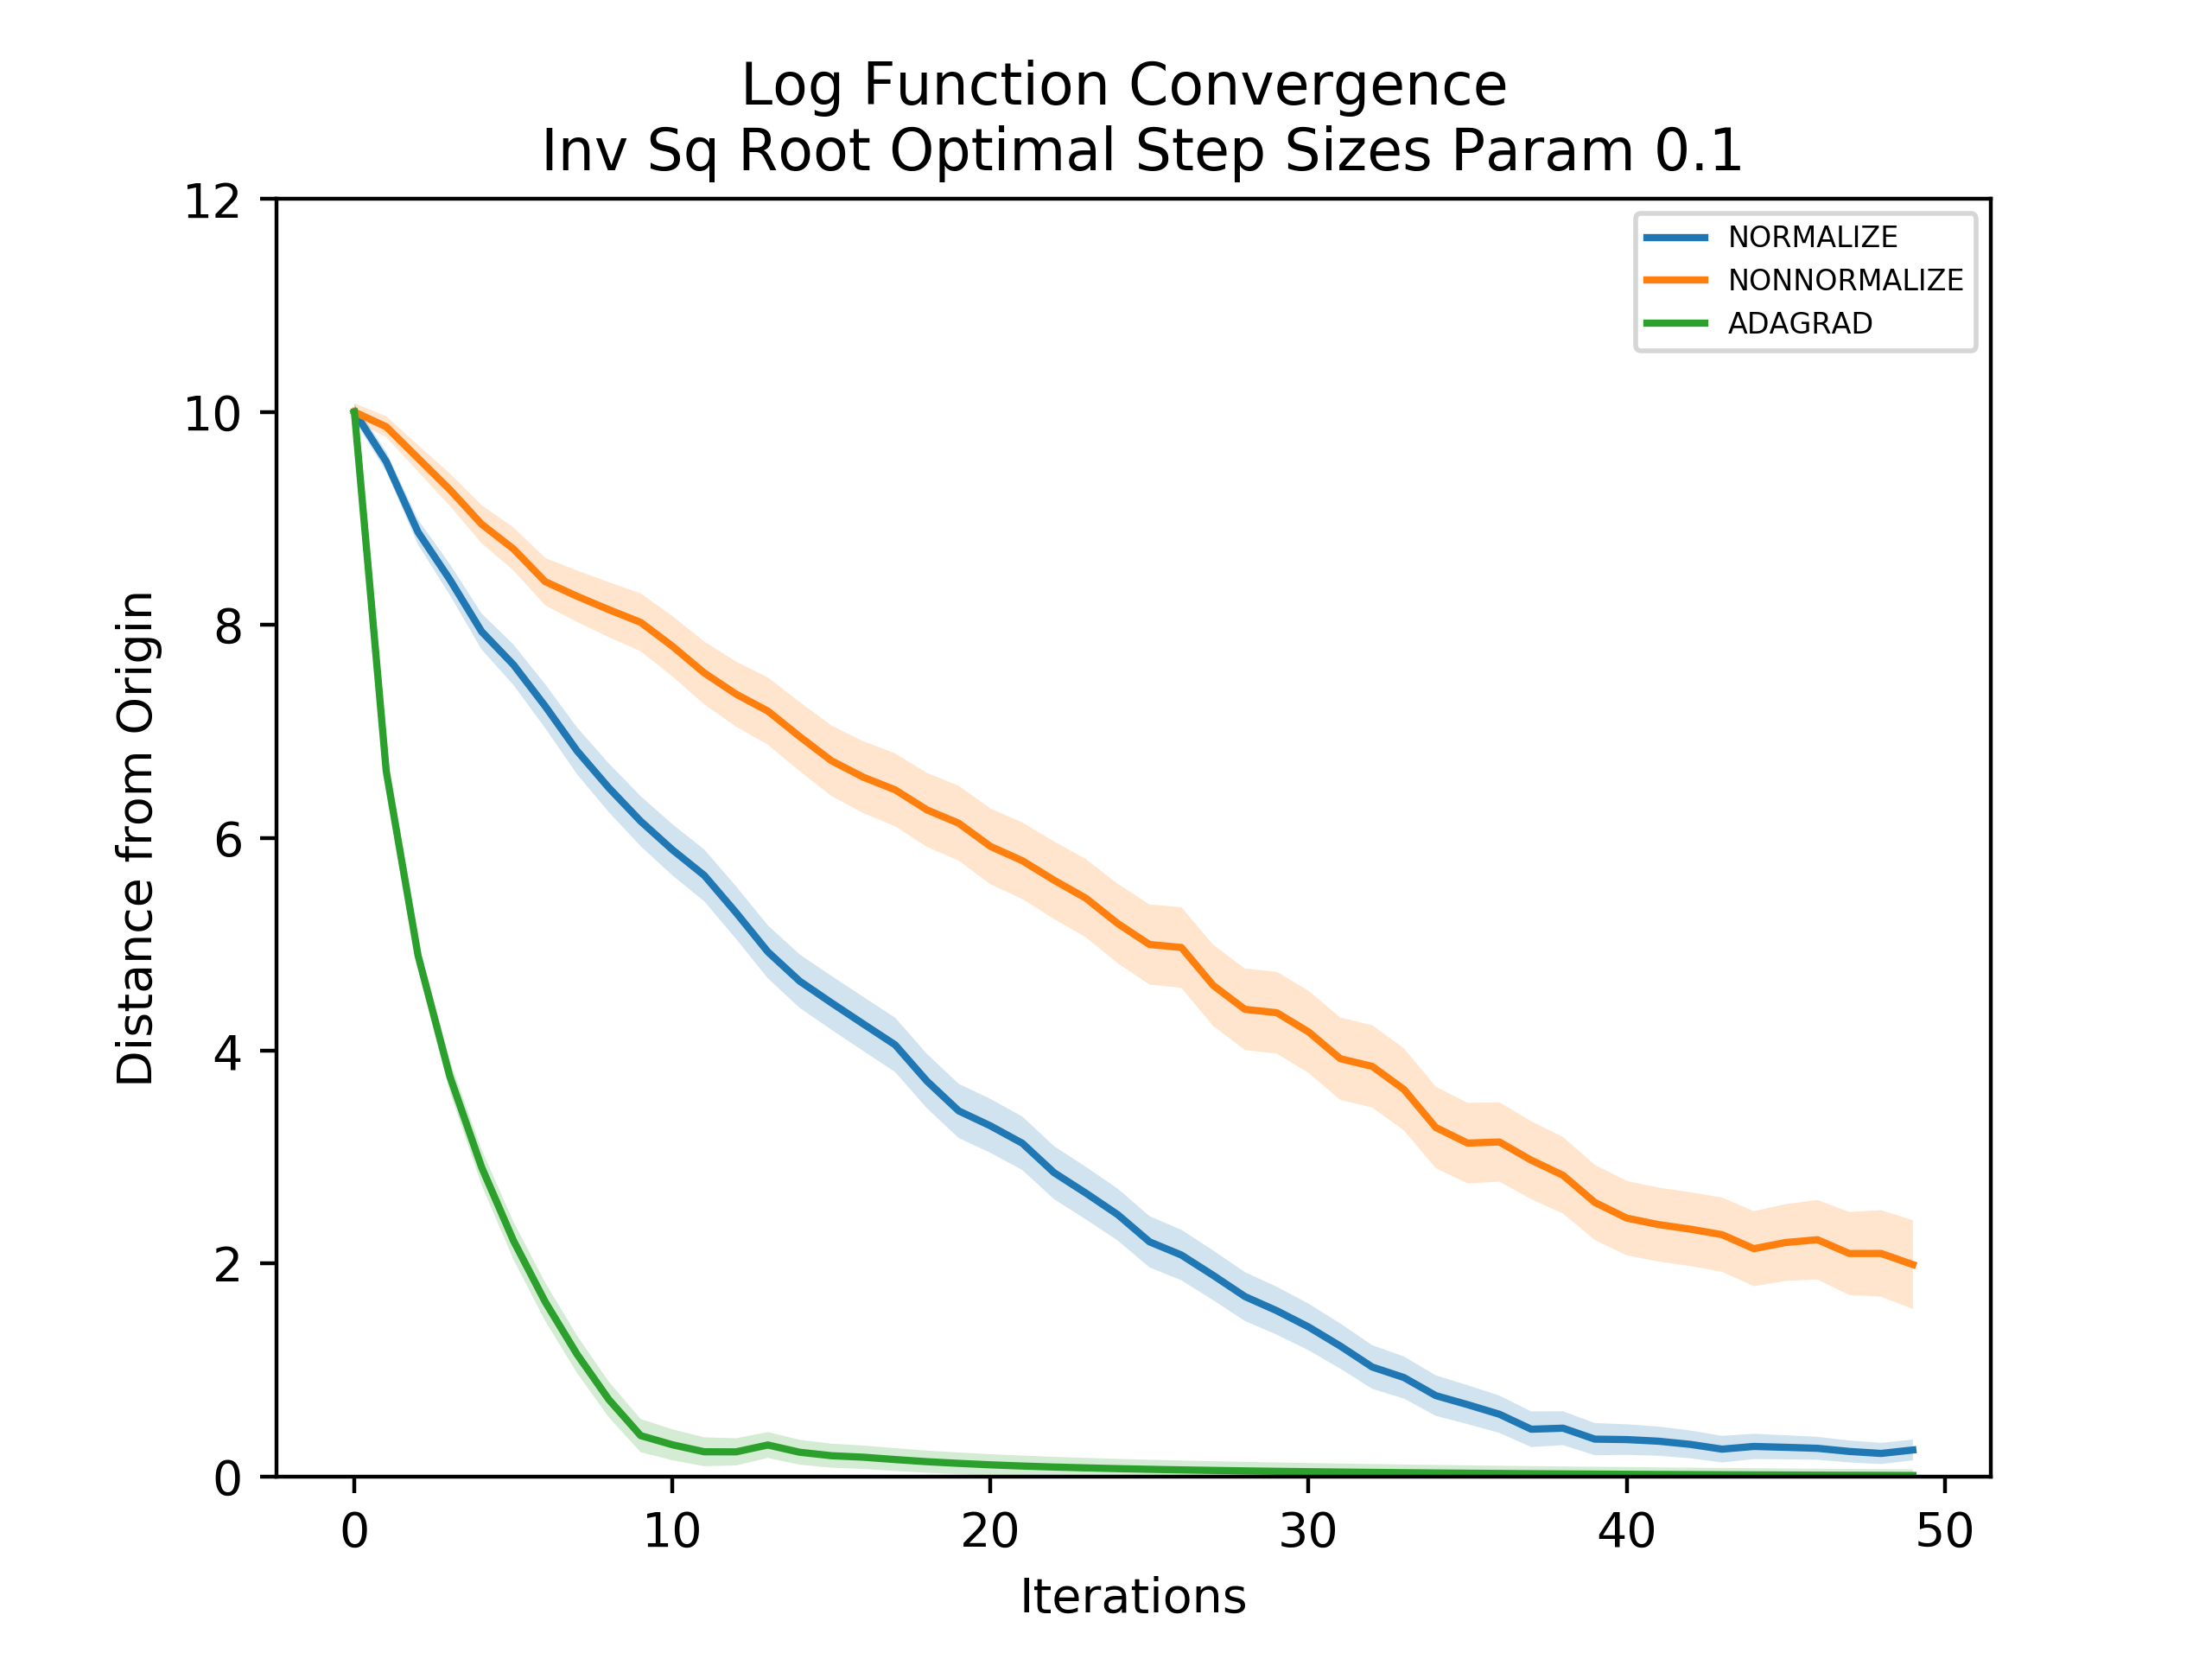 Log Function Convergence
Inv Sq Root Optimal Step Sizes Param 0.1
12
10
8
6
4
2
0
Distance from Origin
NORMALIZE
NONNORMALIZE
ADAGRAD
0 10 20 30 40 50
Iterations